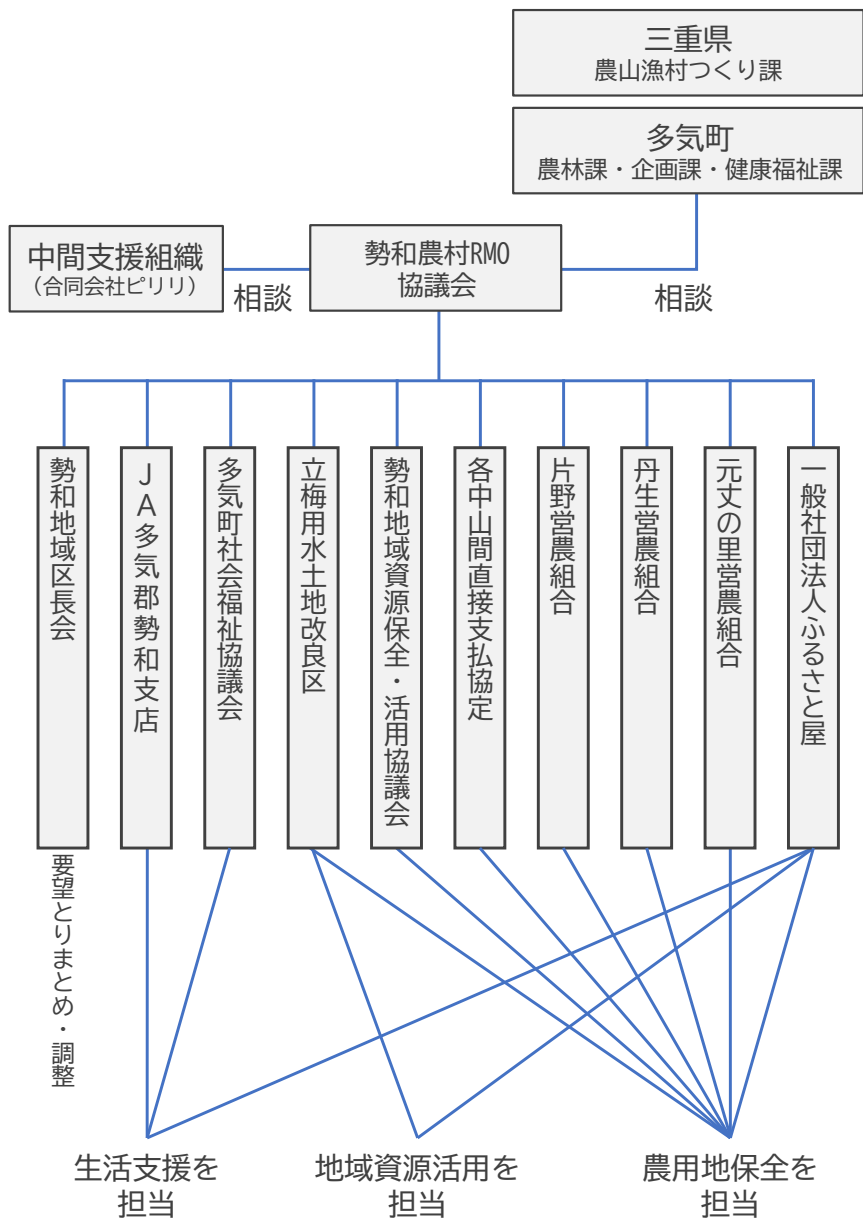 三重県
農山漁村つくり課
多気町
農林課・企画課・健康福祉課
中間支援組織
（合同会社ピリリ）
相談
勢和農村RMO
協議会
相談
勢和地域区長会
ＪＡ多気郡勢和支店
多気町社会福祉協議会
立梅用水土地改良区
勢和地域資源保全・活用協議会
各中山間直接支払協定
片野営農組合
丹生営農組合
元丈の里営農組合
一般社団法人ふるさと屋
要望とりまとめ・調整
生活支援を
担当
地域資源活用を
担当
農用地保全を
担当